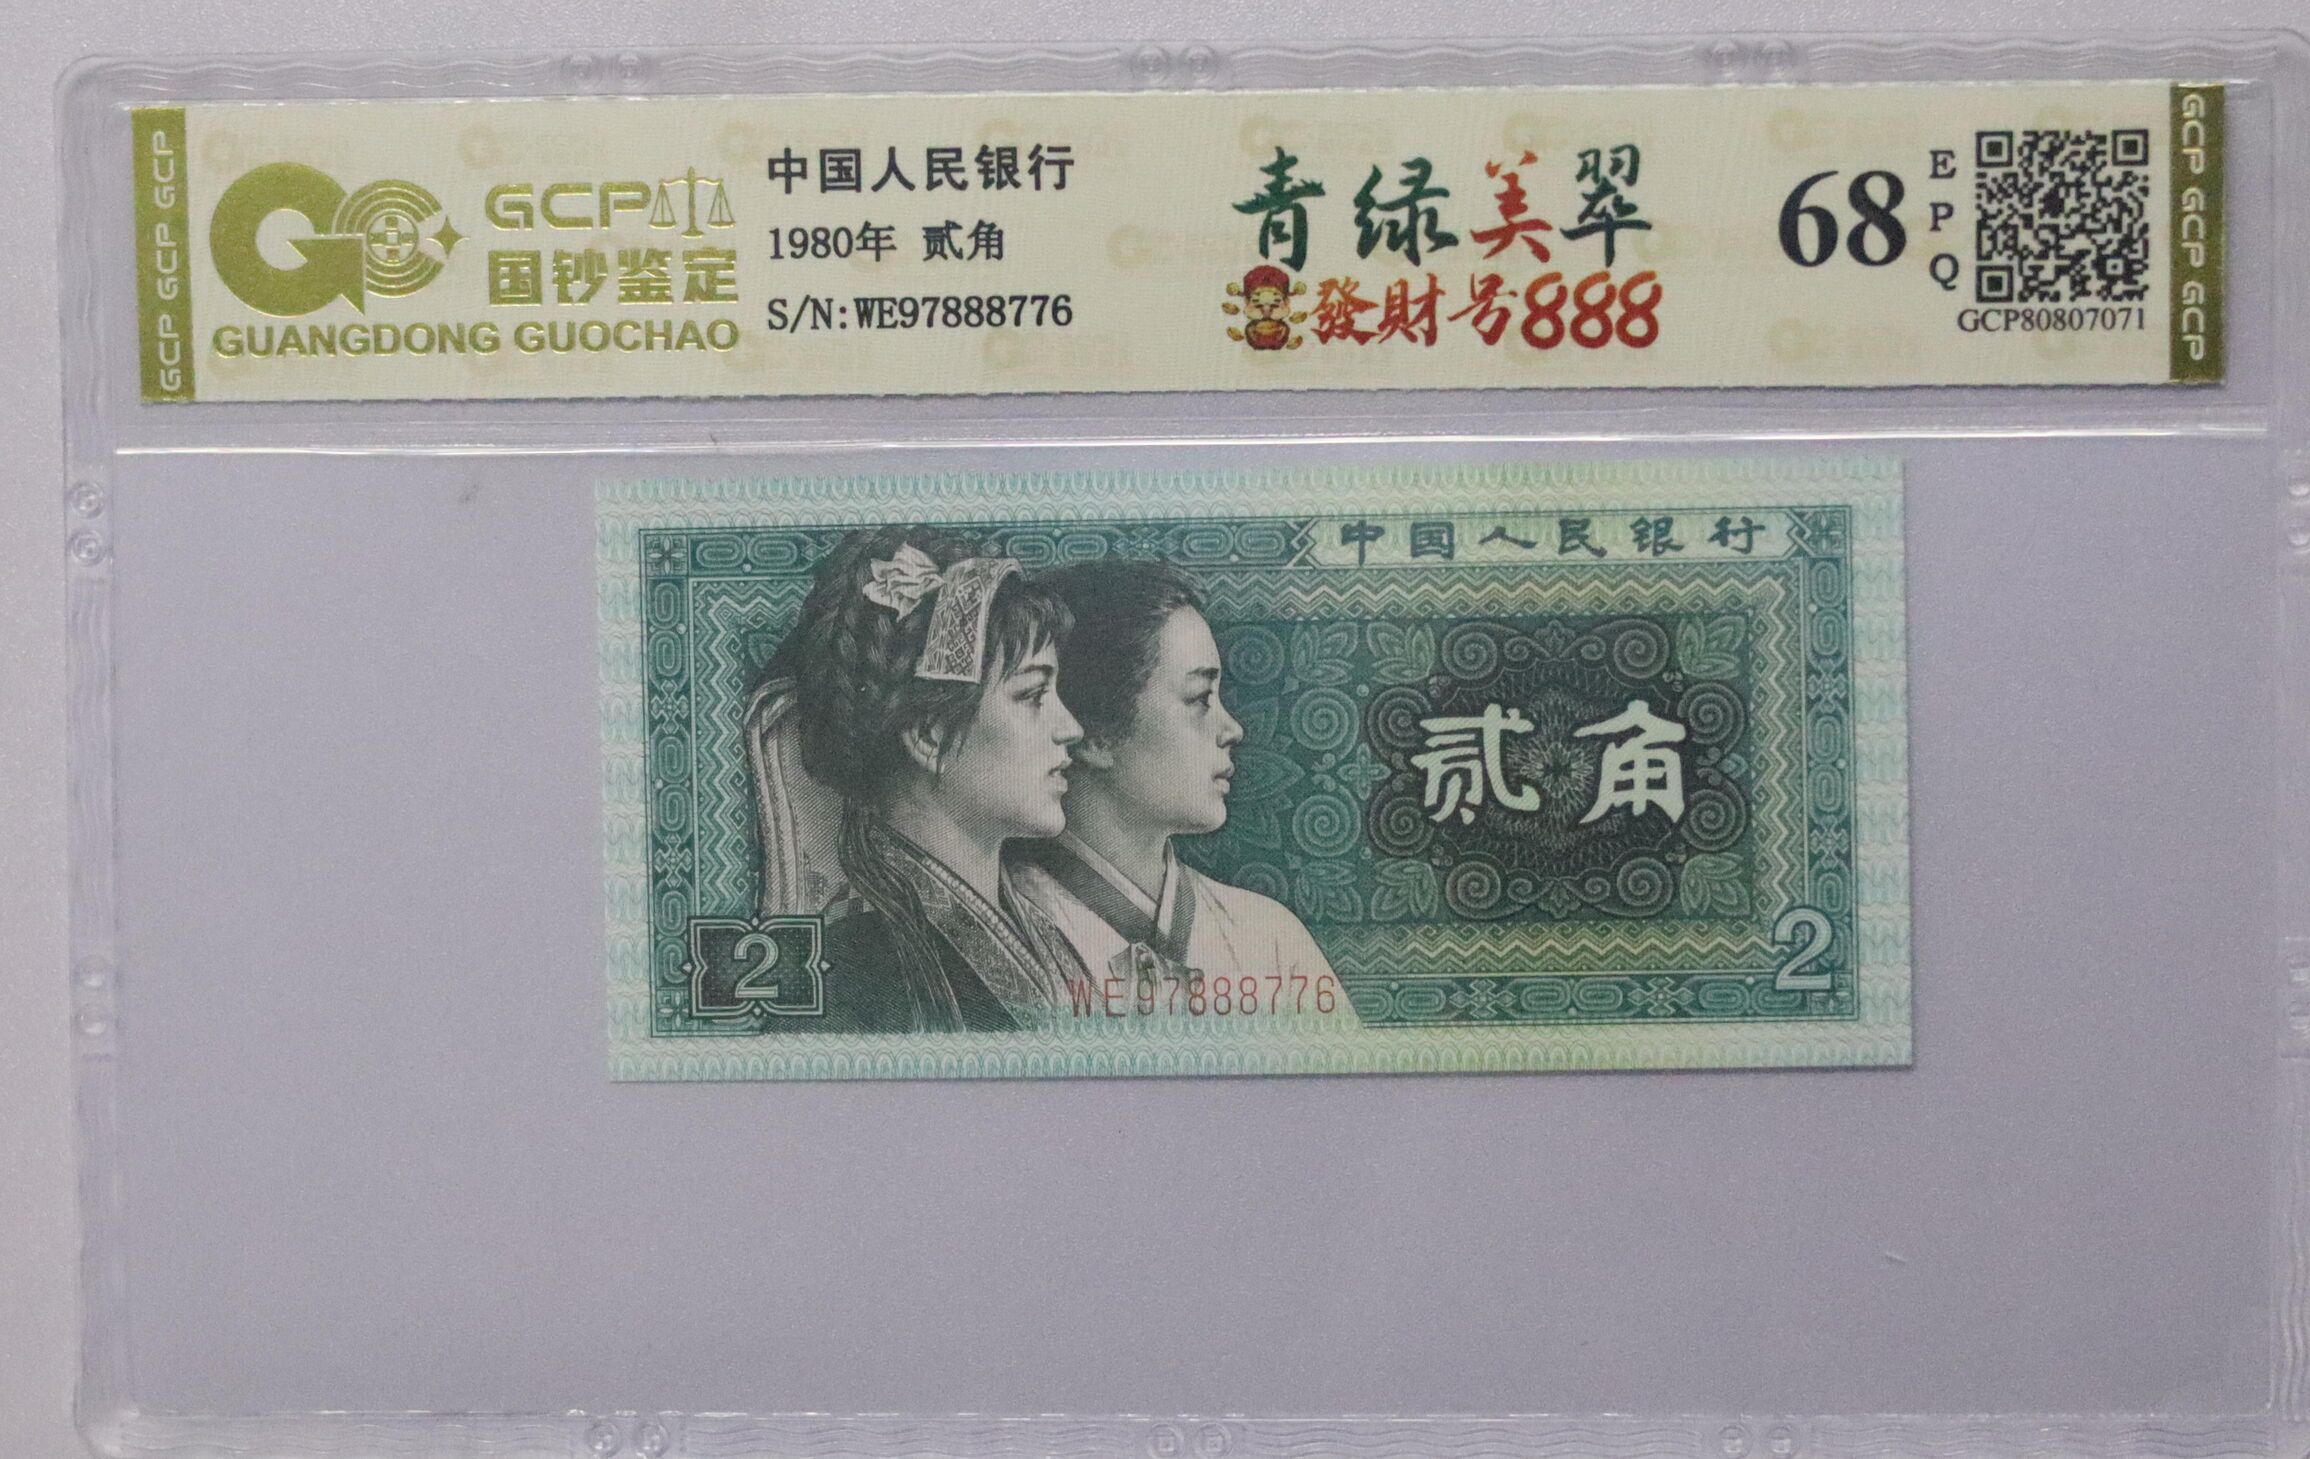 GCP GCP GCP
GCP
国钞鉴定
GUANGDONG GUOCHAO
中国人民银行
1980年 贰角
S/N:WE97888776
青绿美翠
發財号888
68
EPQ
GCP80807071
GCP GCP GCP
中国人民银行
贰角
2
WE97888776
2